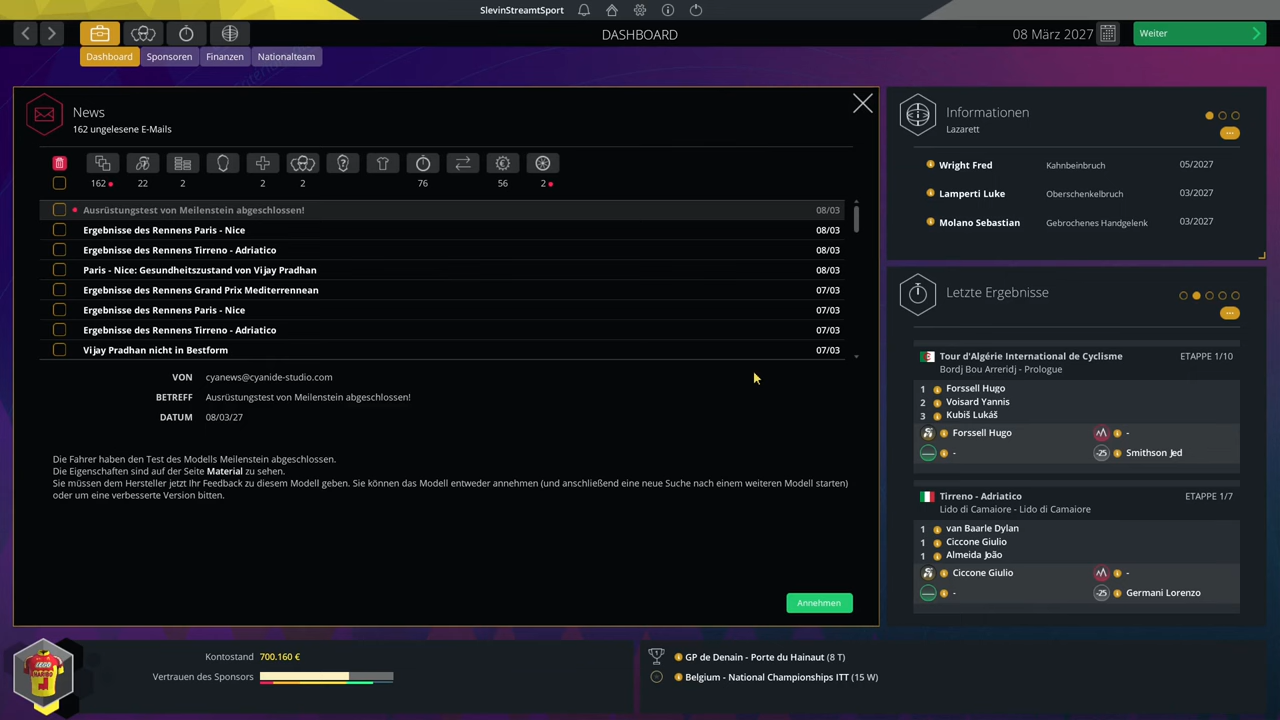 SlevinStreamtSport
DASHBOARD
08 März 2027
Weiter
Dashboard
Sponsoren
Finanzen
Nationalteam
News
162 ungelesene E-Mails
162
22
2
2
2
76
56
2
Ausrüstungstest von Meilenstein abgeschlossen! 08/03
Ergebnisse des Rennens Paris - Nice 08/03
Ergebnisse des Rennens Tirreno - Adriatico 08/03
Paris - Nice: Gesundheitszustand von Vijay Pradhan 08/03
Ergebnisse des Rennens Grand Prix Mediterrennean 07/03
Ergebnisse des Rennens Paris - Nice 07/03
Ergebnisse des Rennens Tirreno - Adriatico 07/03
Vijay Pradhan nicht in Bestform 07/03
VON cyanews@cyanide-studio.com
BETREFF Ausrüstungstest von Meilenstein abgeschlossen!
DATUM 08/03/27
Die Fahrer haben den Test des Modells Meilenstein abgeschlossen.
Die Eigenschaften sind auf der Seite Material zu sehen.
Sie müssen dem Hersteller jetzt Ihr Feedback zu diesem Modell geben. Sie können das Modell entweder annehmen (und anschließend eine neue Suche nach einem weiteren Modell starten)
oder um eine verbesserte Version bitten.
Annehmen
Informationen
Lazarett
Wright Fred Kahnbeinbruch 05/2027
Lamperti Luke Oberschenkelbruch 03/2027
Molano Sebastian Gebrochenes Handgelenk 03/2027
Letzte Ergebnisse
Tour d'Algérie International de Cyclisme ETAPPE 1/10
Bordj Bou Arreridj - Prologue
1 Forssell Hugo
2 Voisard Yannis
3 Kubiš Lukáš
Forssell Hugo -
- -25 Smithson Jed
Tirreno - Adriatico ETAPPE 1/7
Lido di Camaiore - Lido di Camaiore
1 van Baarle Dylan
1 Ciccone Giulio
1 Almeida João
Ciccone Giulio -
- -25 Germani Lorenzo
LEGO
Kontostand 700.160 €
Vertrauen des Sponsors
GP de Denain - Porte du Hainaut (8 T)
Belgium - National Championships ITT (15 W)